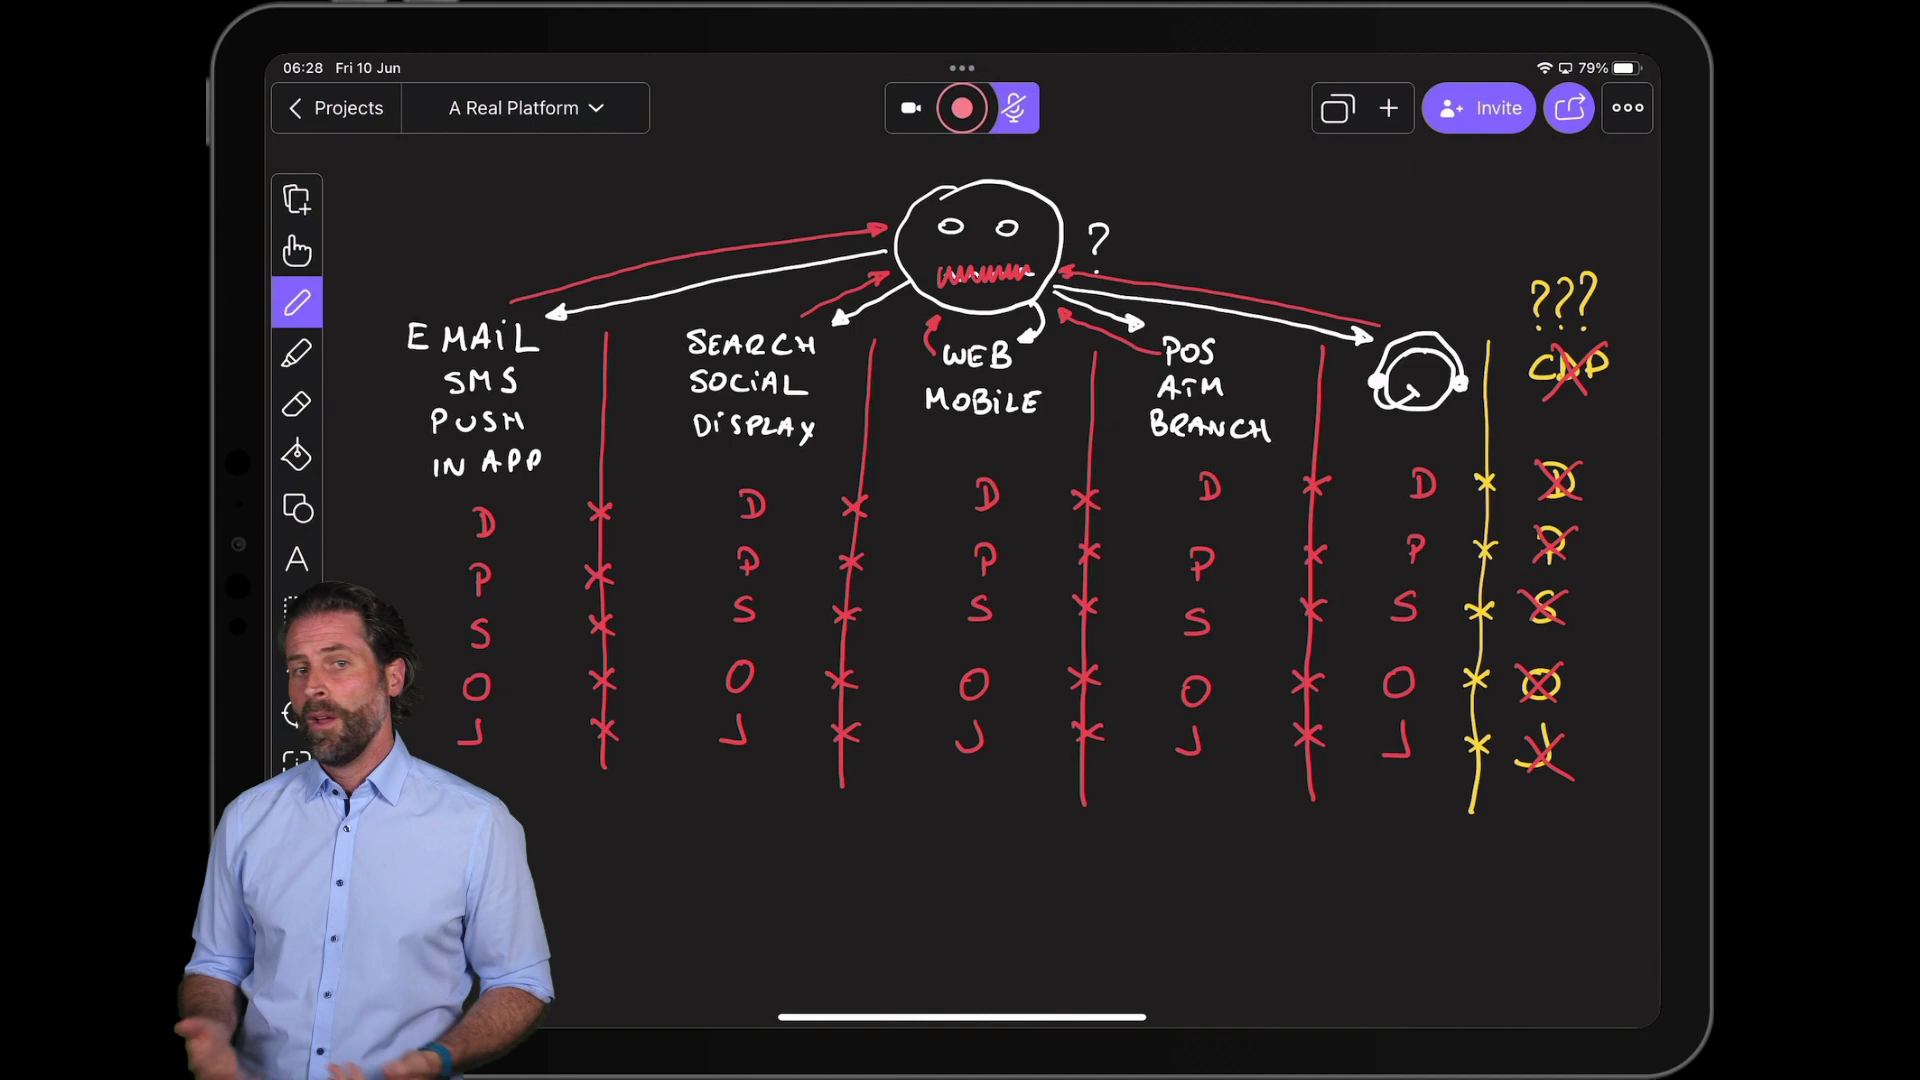 06:28 Fri 10 Jun
79%
Projects
A Real Platform
Invite
?
EMAIL
SMS
PUSH
IN APP
SEARCH
SOCIAL
DISPLAY
WEB
MOBILE
POS
ATM
BRANCH
???
CDP
D D D D D D
P P P P P P
S S S S S S
O O O O O O
J J J J J J
A